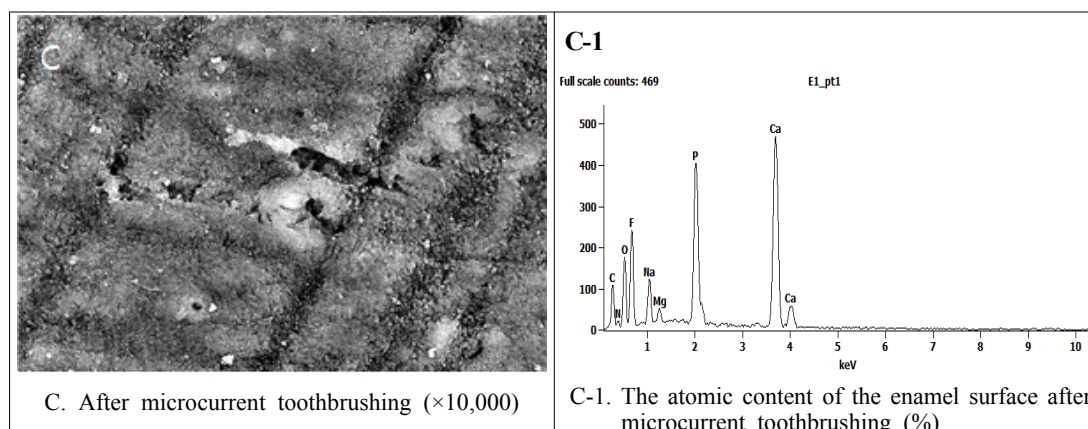 C
C. After microcurrent toothbrushing (×10,000)
C-1
Full scale counts: 469
E1_pt1
500
400
300
200
100
0
C
N
O
F
Na
Mg
P
Ca
Ca
1 2 3 4 5 6 7 8 9 10
keV
C-1. The atomic content of the enamel surface after
microcurrent toothbrushing (%)